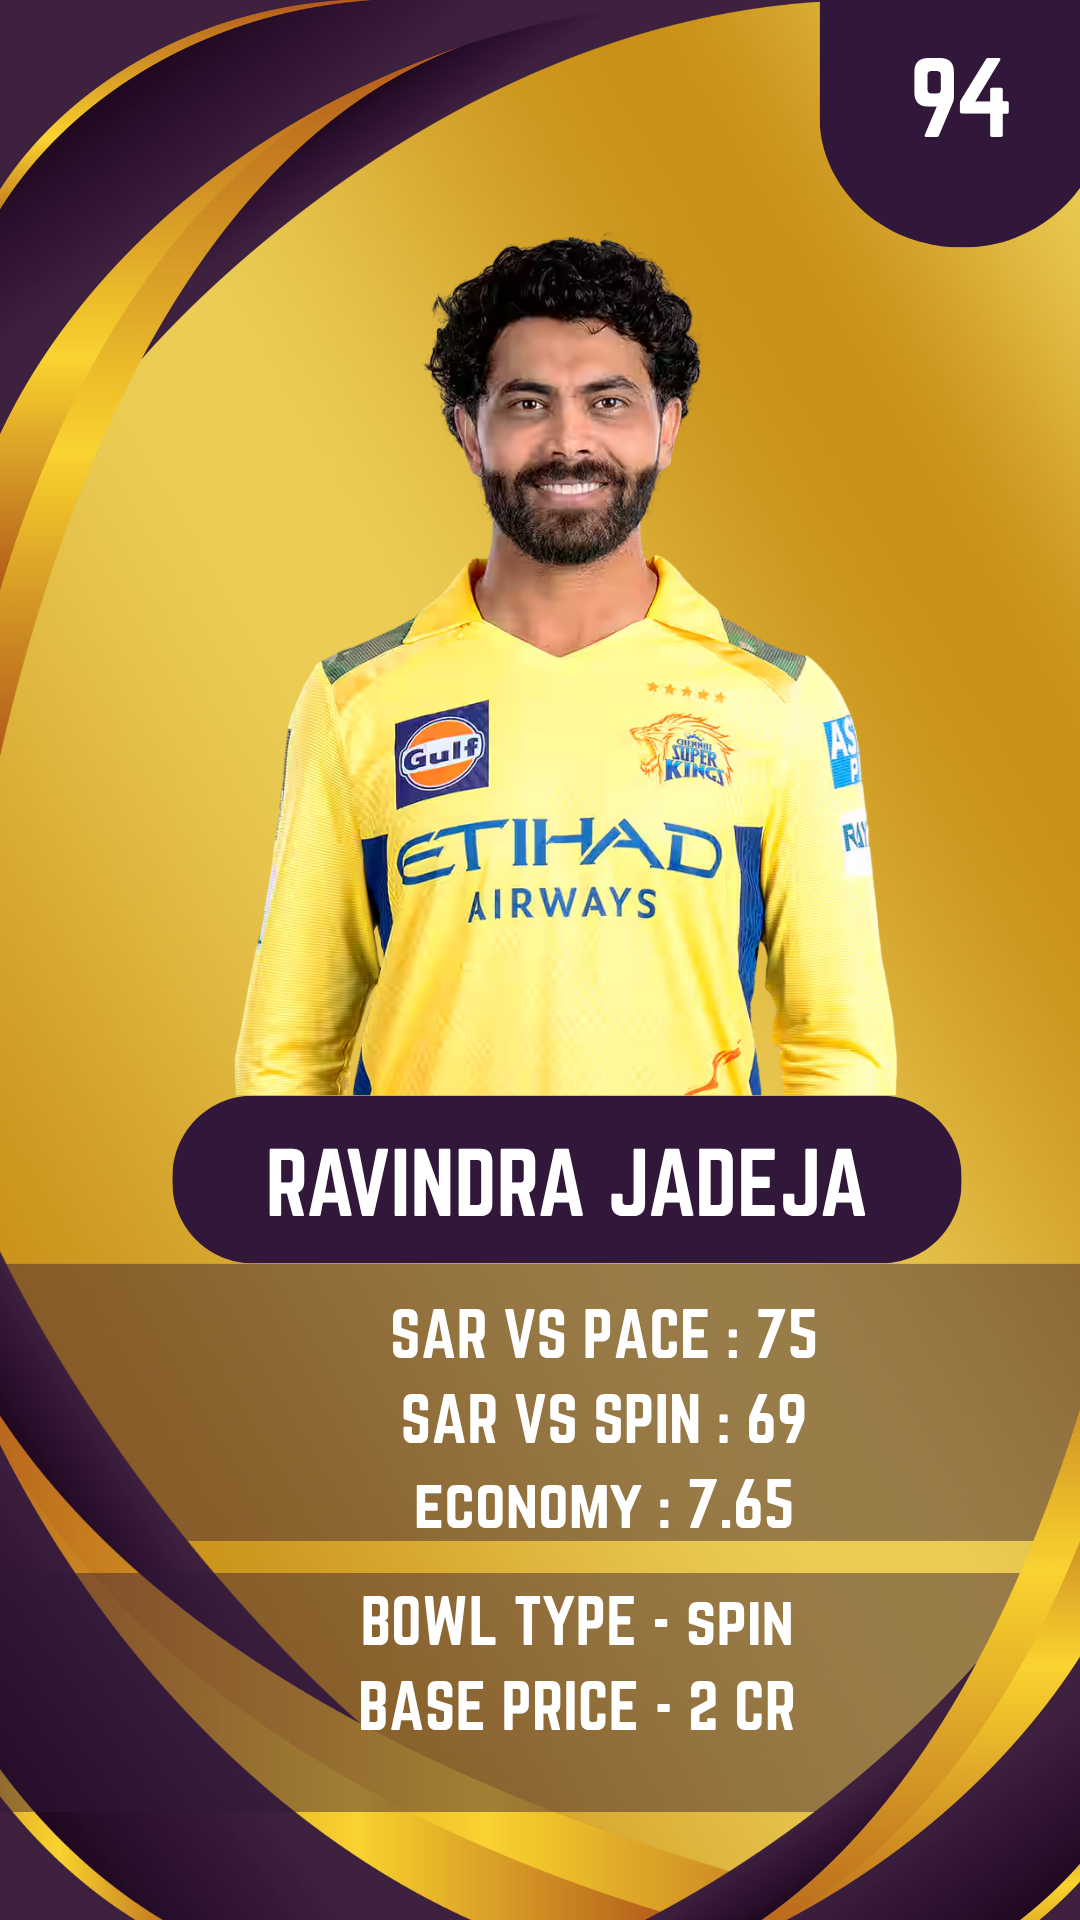 94
Gulf
CHENNAI
SUPER
KINGS
ETIHAD
AIRWAYS
RAVINDRA JADEJA
SAR VS PACE : 75
SAR VS SPIN : 69
ECONOMY : 7.65
BOWL TYPE - SPIN
BASE PRICE - 2 CR